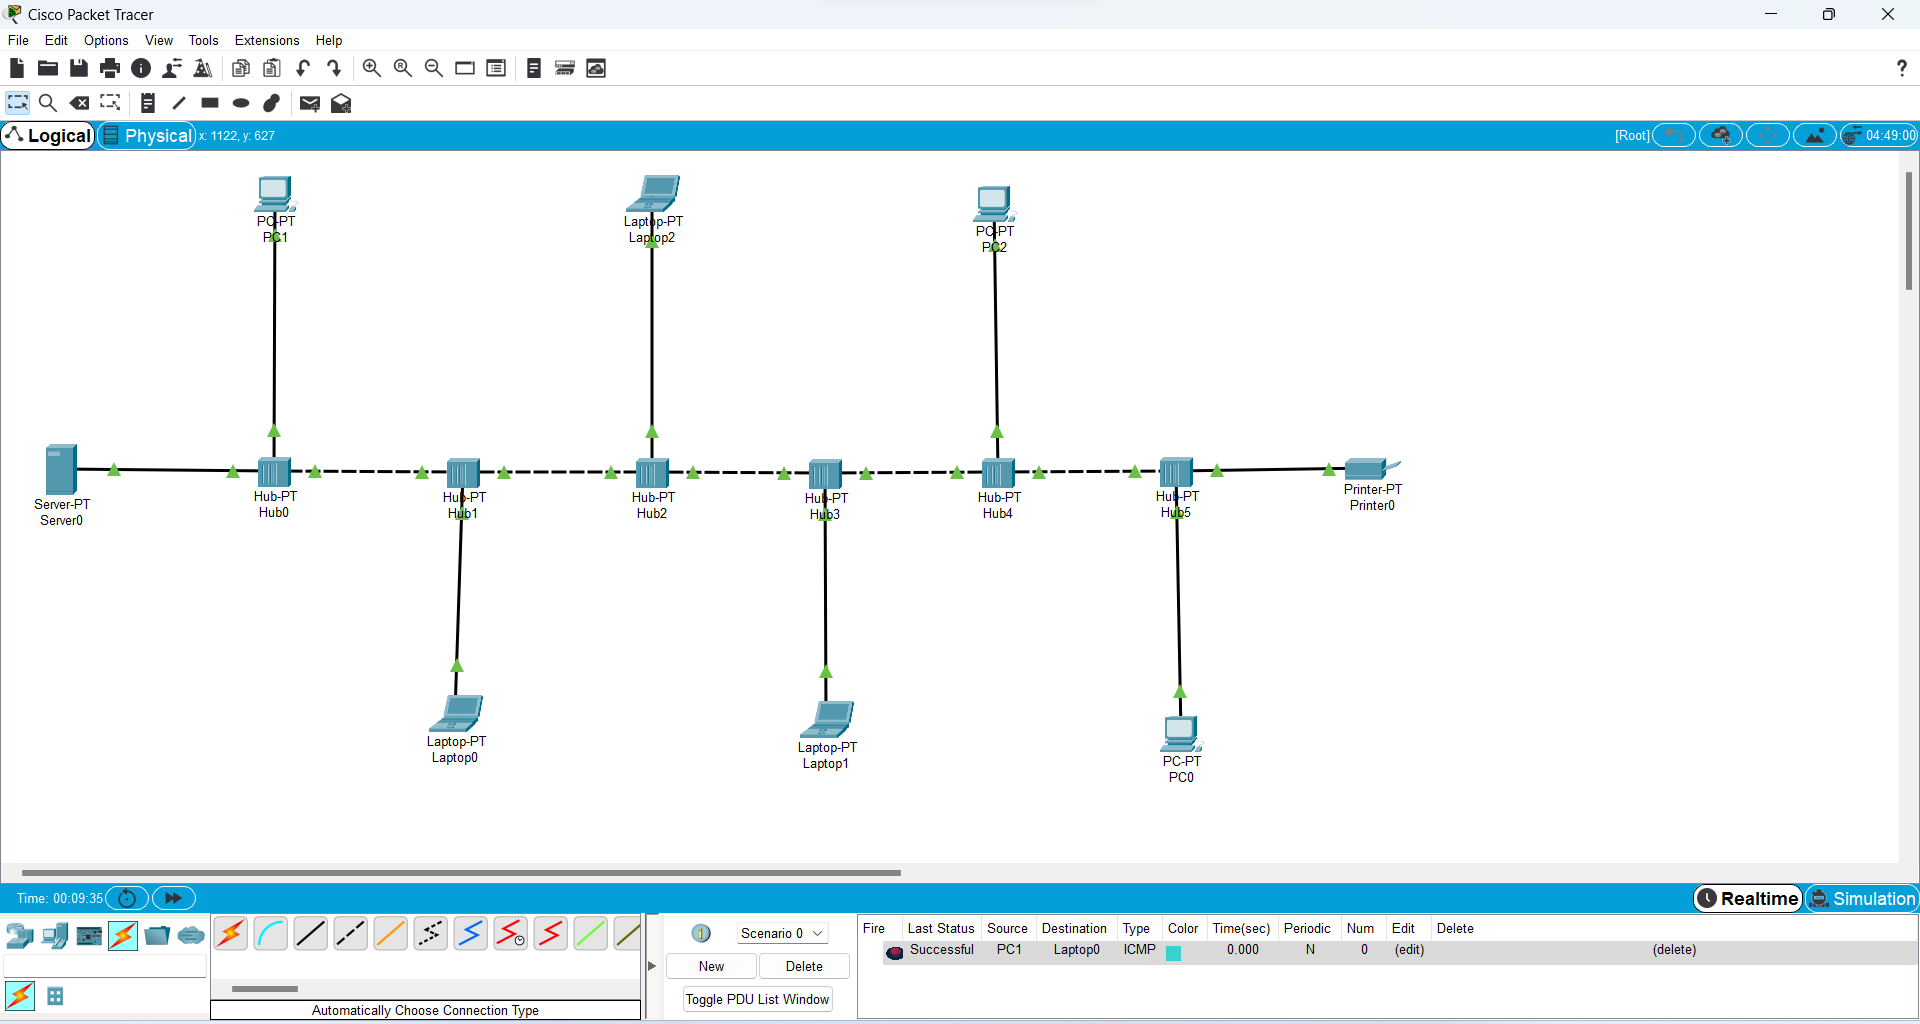 Cisco Packet Tracer
File Edit Options View Tools Extensions Help
?
Logical Physical x: 1122, y: 627 [Root] 04:49:00
PC-PT
PC1
Laptop-PT
Laptop2
PC-PT
PC2
Server-PT
Server0
Hub-PT
Hub0
Hub-PT
Hub1
Hub-PT
Hub2
Hub-PT
Hub3
Hub-PT
Hub4
Hub-PT
Hub5
Printer-PT
Printer0
Laptop-PT
Laptop0
Laptop-PT
Laptop1
PC-PT
PC0
Time: 00:09:35 Realtime Simulation
Scenario 0
New Delete
Toggle PDU List Window
Automatically Choose Connection Type
Fire Last Status Source Destination Type Color Time(sec) Periodic Num Edit Delete
Successful PC1 Laptop0 ICMP 0.000 N 0 (edit) (delete)